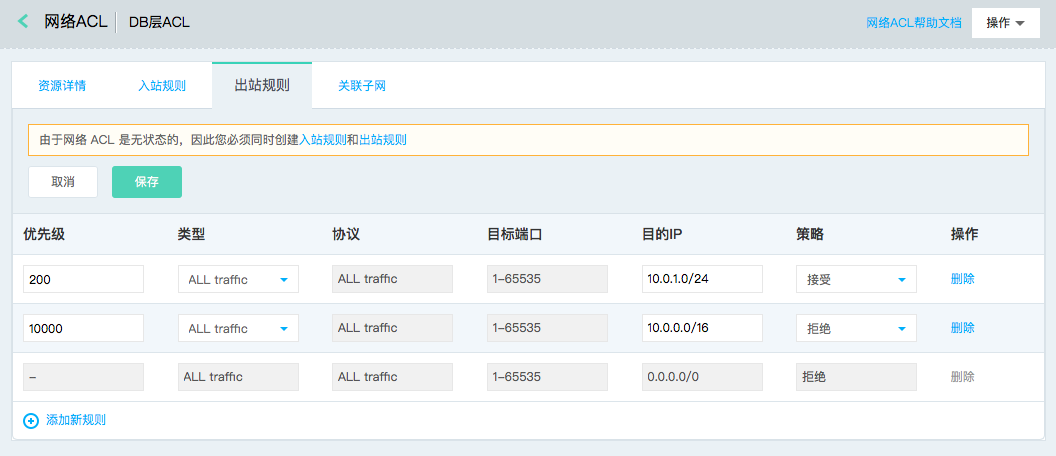 网络ACL DB层ACL 网络ACL帮助文档 操作
资源详情 入站规则 出站规则 关联子网
由于网络 ACL 是无状态的，因此您必须同时创建入站规则和出站规则
取消 保存
优先级 类型 协议 目标端口 目的IP 策略 操作
200 ALL traffic ALL traffic 1-65535 10.0.1.0/24 接受 删除
10000 ALL traffic ALL traffic 1-65535 10.0.0.0/16 拒绝 删除
- ALL traffic ALL traffic 1-65535 0.0.0.0/0 拒绝 删除
添加新规则